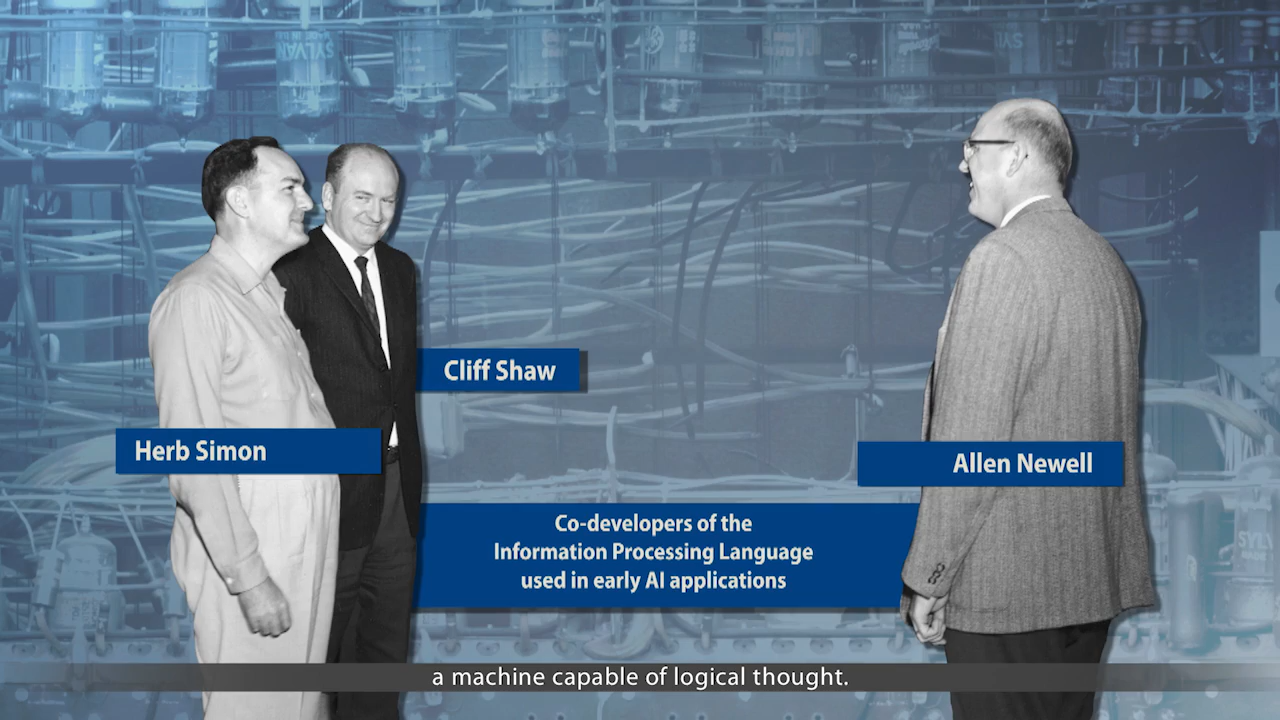 SYLVAN
Cliff Shaw
Herb Simon
Allen Newell
Co-developers of the
Information Processing Language
used in early AI applications
a machine capable of logical thought.